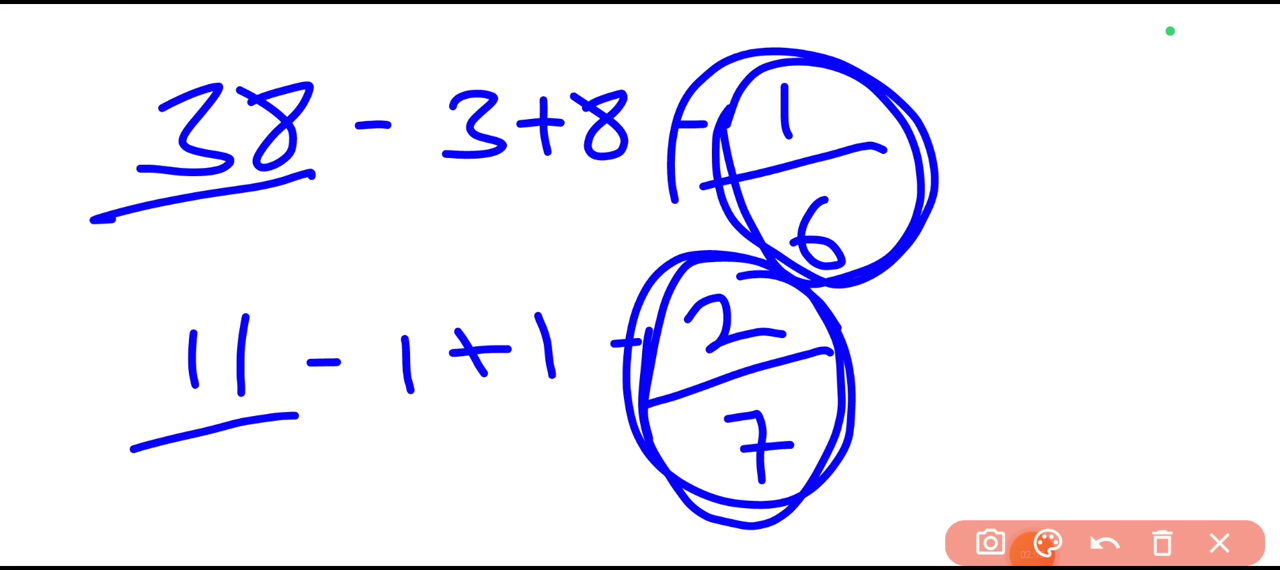 38 - 3+8 - 1/6
11 - 1+1 - 2/7